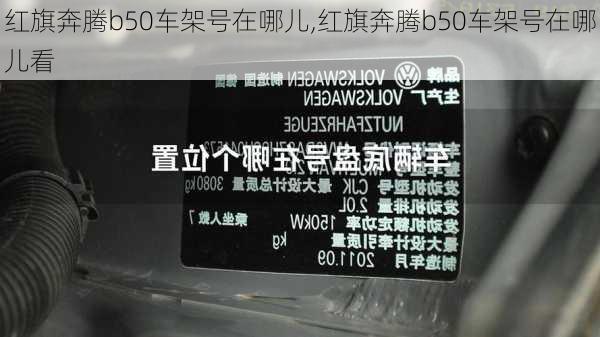 红旗奔腾b50车架号在哪儿,红旗奔腾b50车架号在哪
儿看
品牌 VOLKSWAGEN 制造国 德国
生产厂 VOLKSWAGEN
NUTZFAHRZEUGE
车辆底盘号在哪个位置
发动机型号 CJK 最大设计总质量 3080kg
发动机排量 2.0L
发动机额定功率 150kW 乘坐人数 7
最大设计牵引质量 kg
制造年月 2011.09